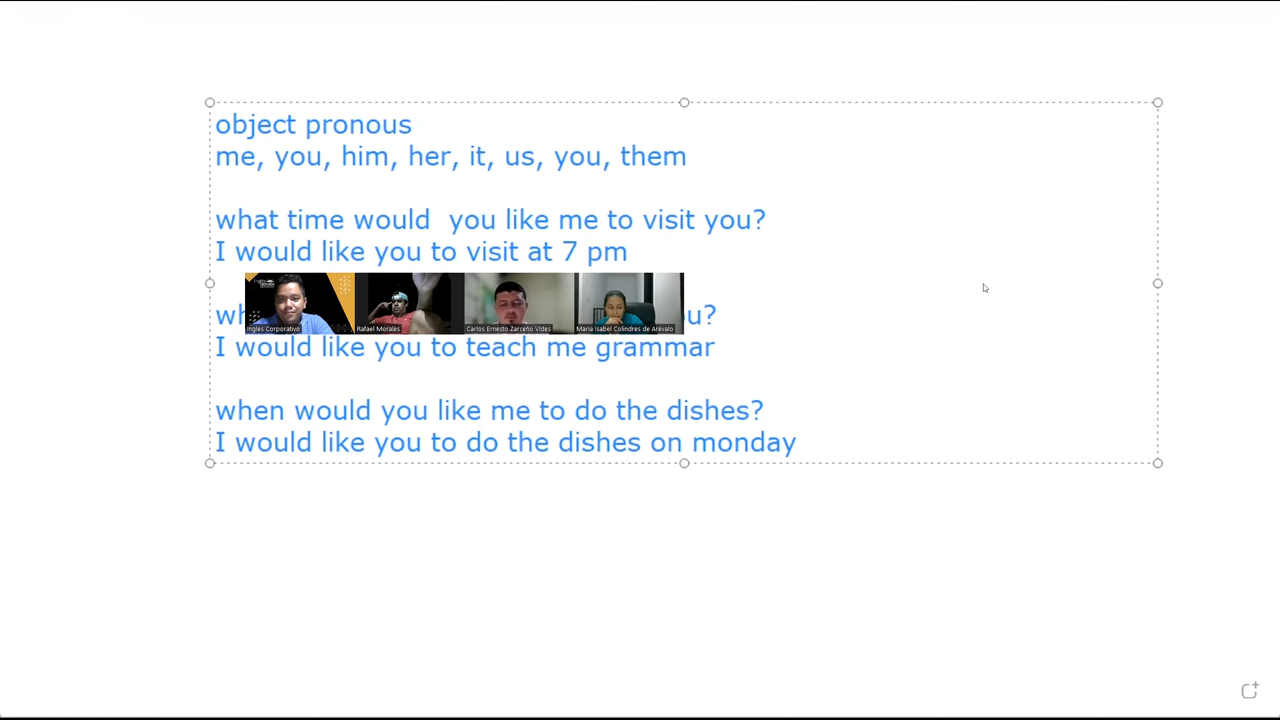 object pronous
me, you, him, her, it, us, you, them
what time would  you like me to visit you?
I would like you to visit at 7 pm
Ingles Corporativo
Rafael Morales
Carlos Ernesto Zarceño Vides
Maria Isabel Colindres de Arévalo
I would like you to teach me grammar
when would you like me to do the dishes?
I would like you to do the dishes on monday